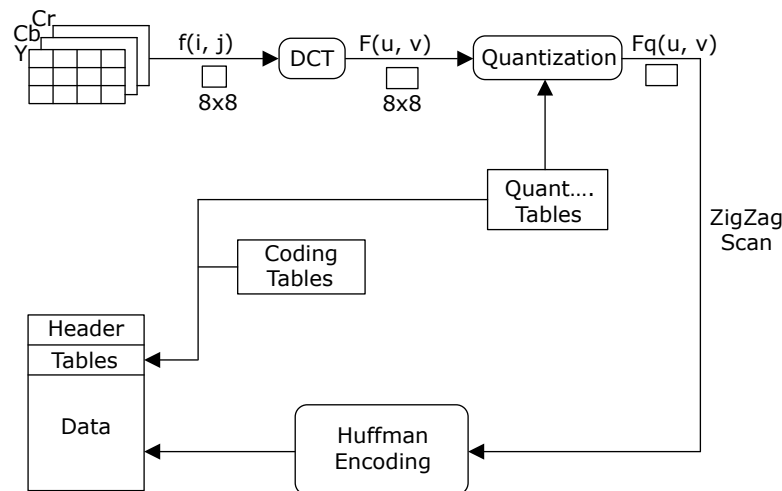 Cr
Cb
Y
f(i, j)
8x8
DCT
F(u, v)
8x8
Quantization
Fq(u, v)
Quant....
Tables
ZigZag
Scan
Coding
Tables
Header
Tables
Data
Huffman
Encoding